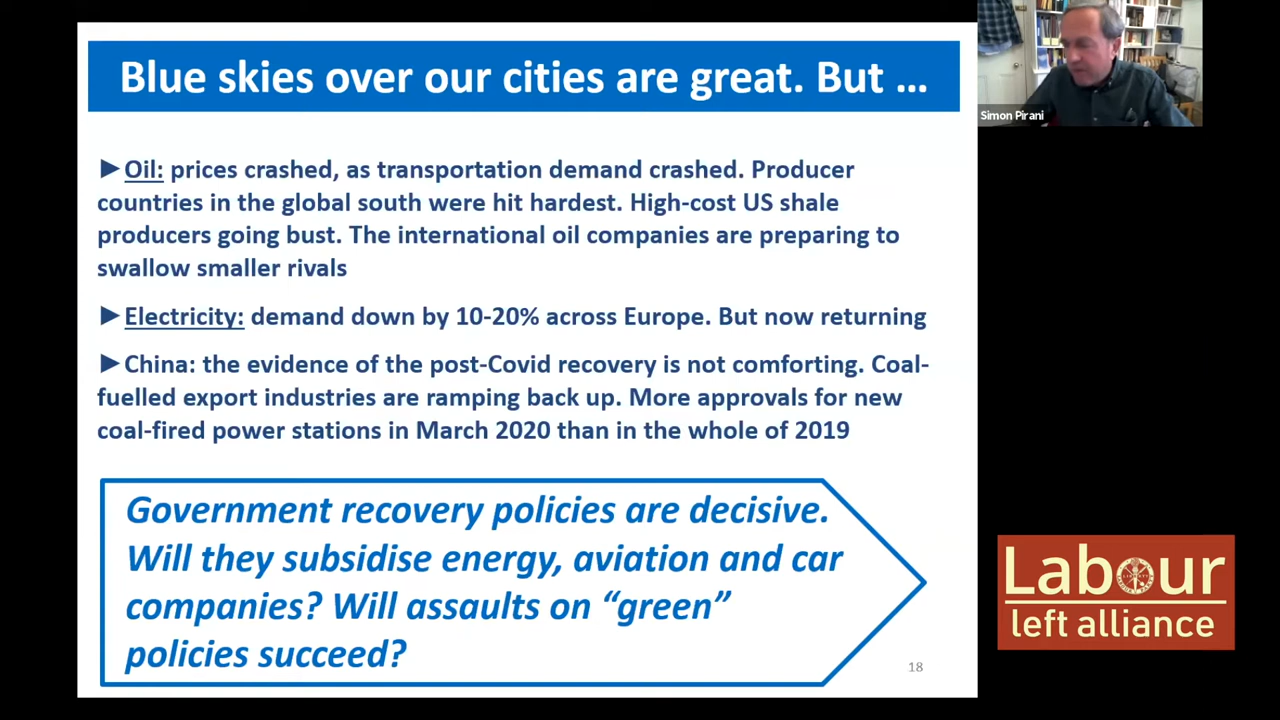 Blue skies over our cities are great. But ...
►Oil: prices crashed, as transportation demand crashed. Producer
countries in the global south were hit hardest. High-cost US shale
producers going bust. The international oil companies are preparing to
swallow smaller rivals
►Electricity: demand down by 10-20% across Europe. But now returning
►China: the evidence of the post-Covid recovery is not comforting. Coal-
fuelled export industries are ramping back up. More approvals for new
coal-fired power stations in March 2020 than in the whole of 2019
Government recovery policies are decisive.
Will they subsidise energy, aviation and car
companies? Will assaults on “green”
policies succeed?
18
Simon Pirani
Labour
left alliance